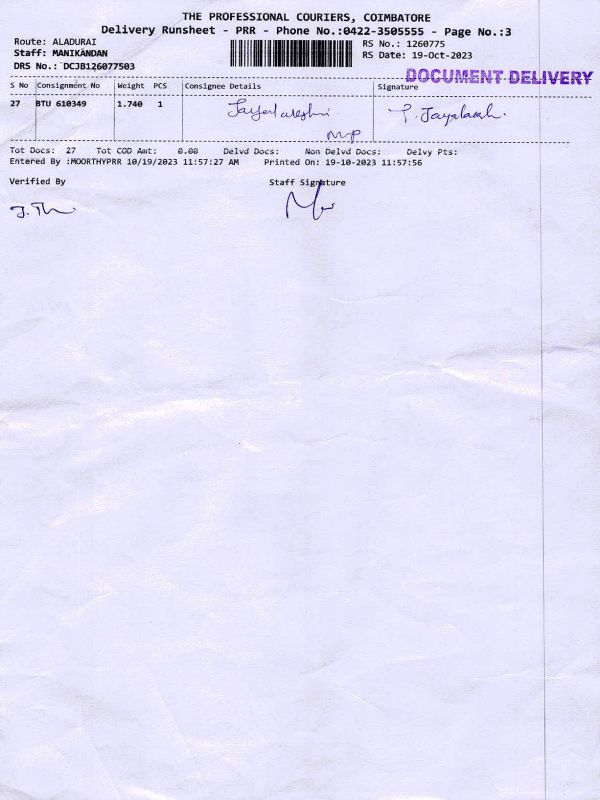 THE PROFESSIONAL COURIERS, COIMBATORE
Delivery Runsheet - PRR - Phone No.:0422-3505555 - Page No.:3
Route: ALADURAI RS No.: 1260775
Staff: MANIKANDAN RS Date: 19-Oct-2023
DRS No.: DCJB126077503
DOCUMENT DELIVERY
S No Consignment No Weight PCS Consignee Details Signature
27 BTU 610349 1.740 1
Tot Docs: 27 Tot COD Amt: 0.00 Delvd Docs: Non Delvd Docs: Delvy Pts:
Entered By :MOORTHYPRR 10/19/2023 11:57:27 AM Printed On: 19-10-2023 11:57:56
Verified By Staff Signature